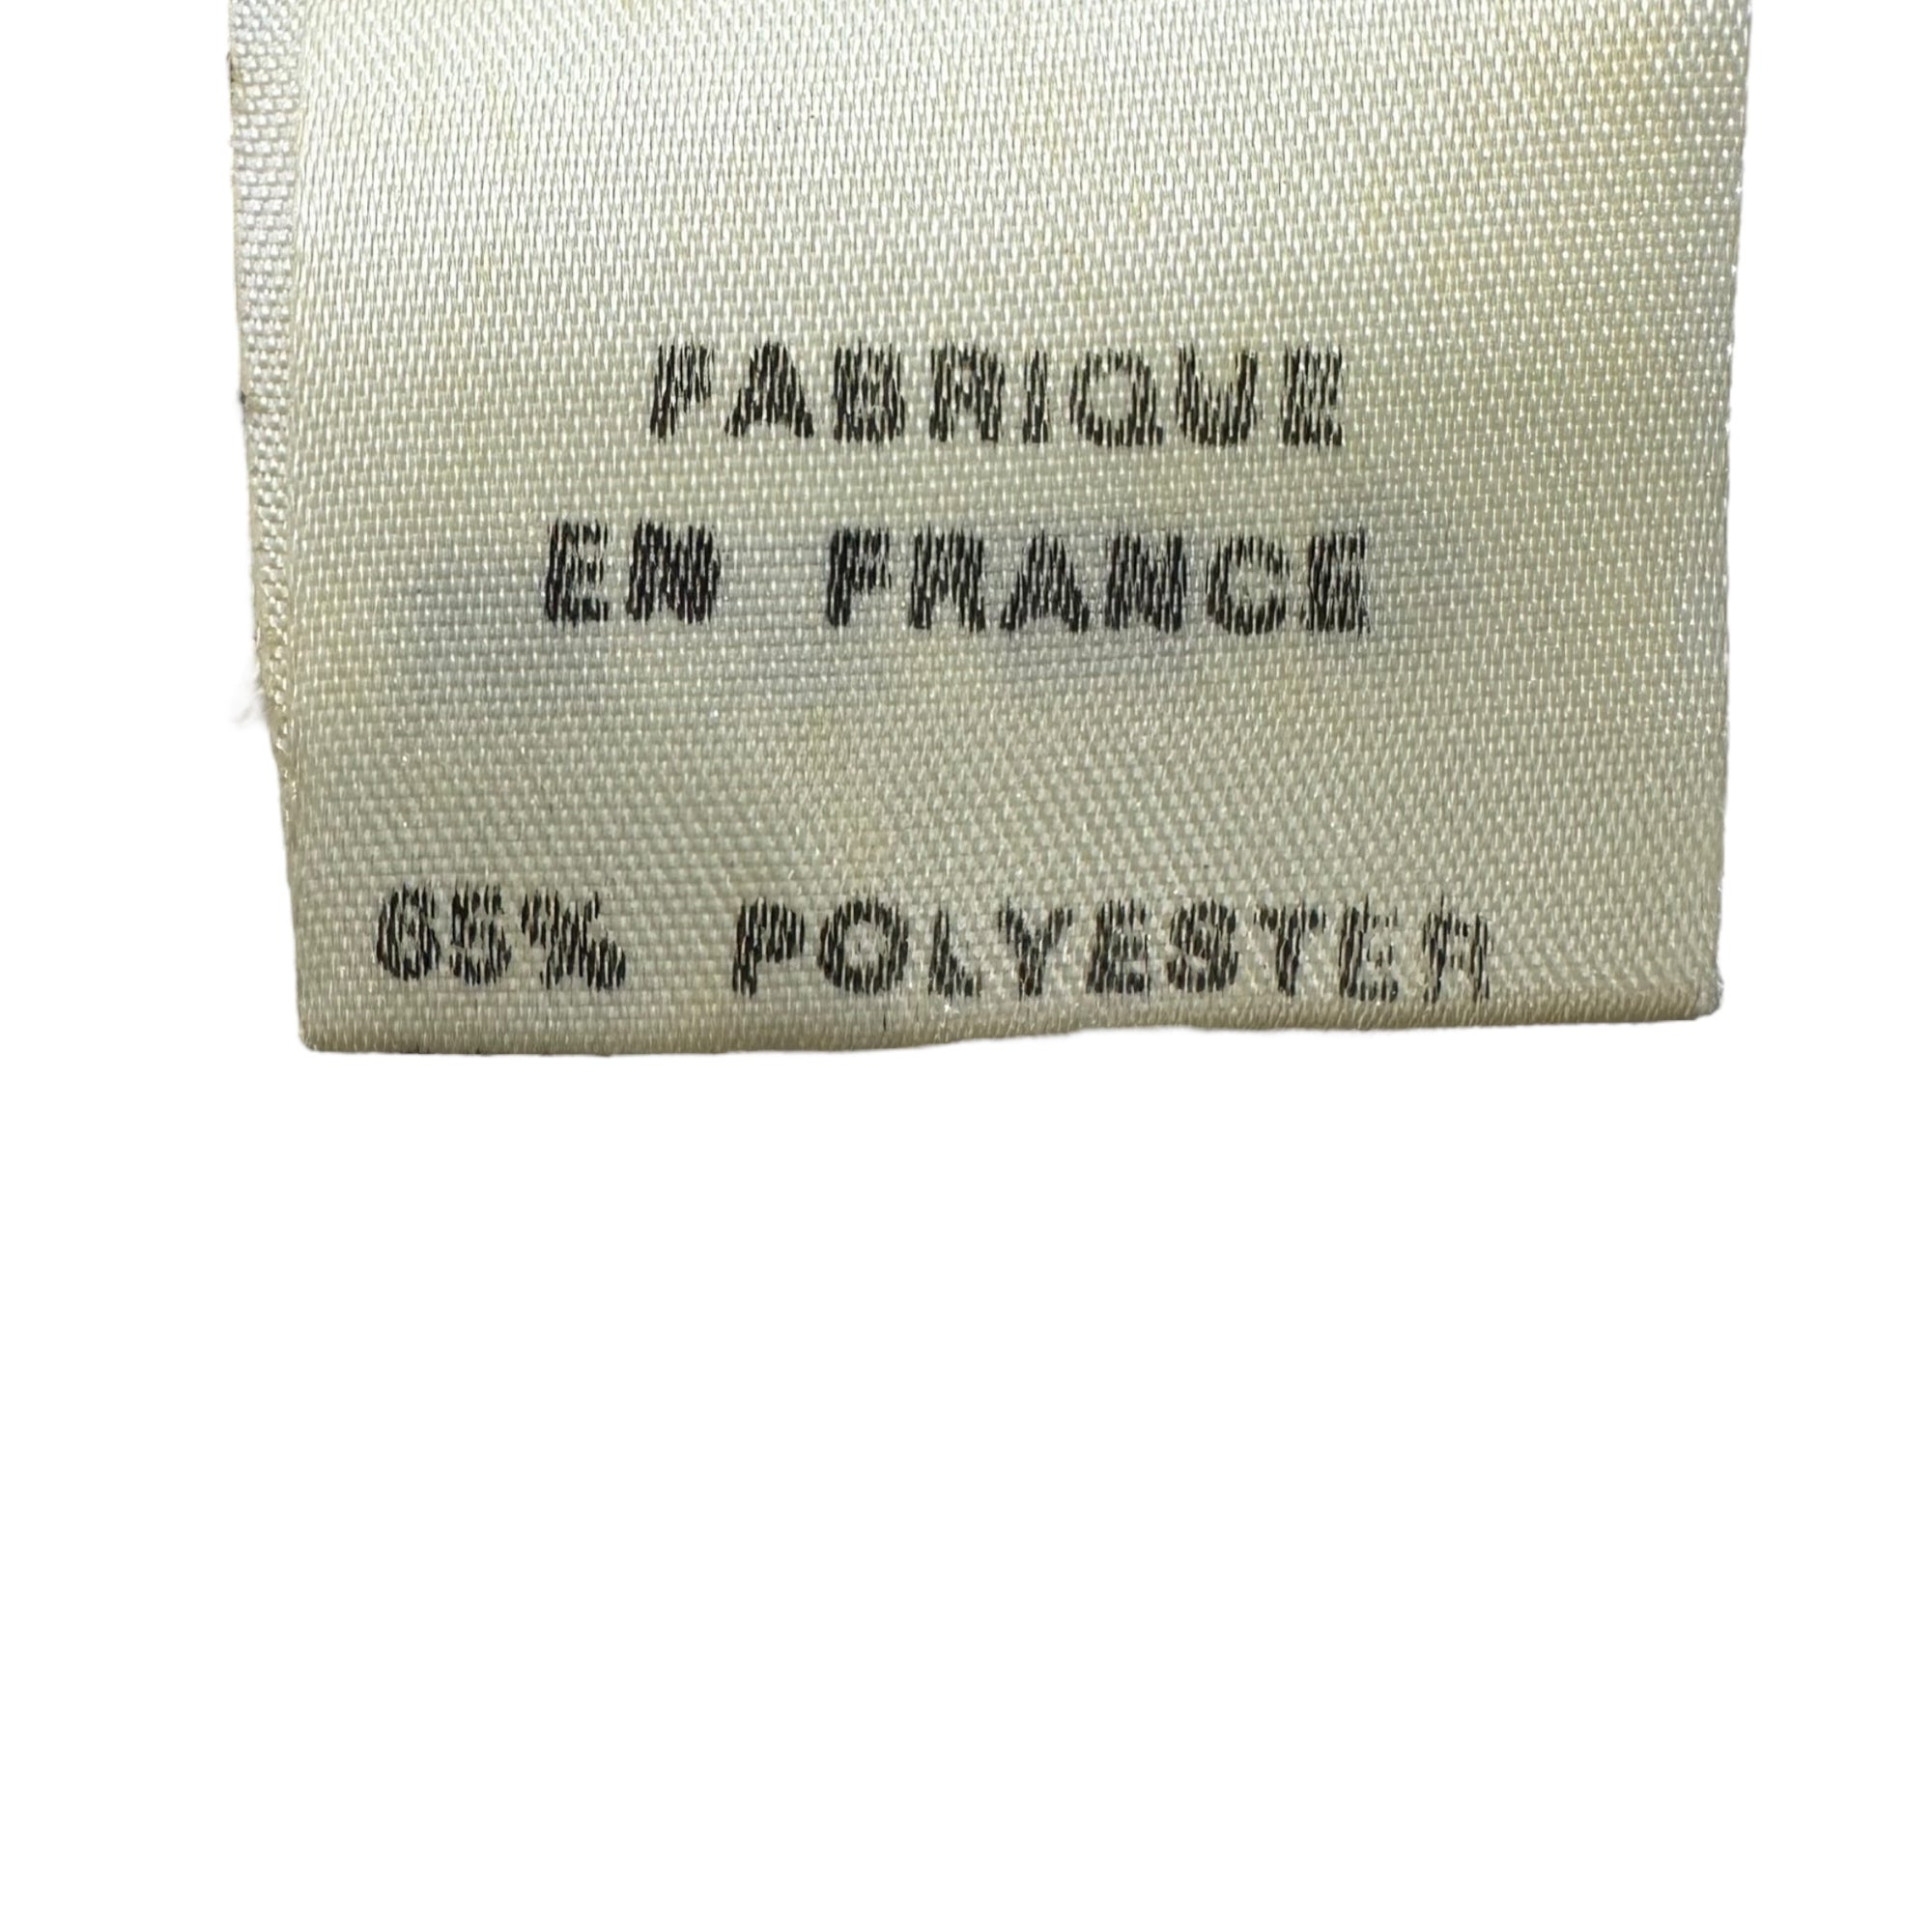 FABRIQUE
EN FRANCE
65% POLYESTER